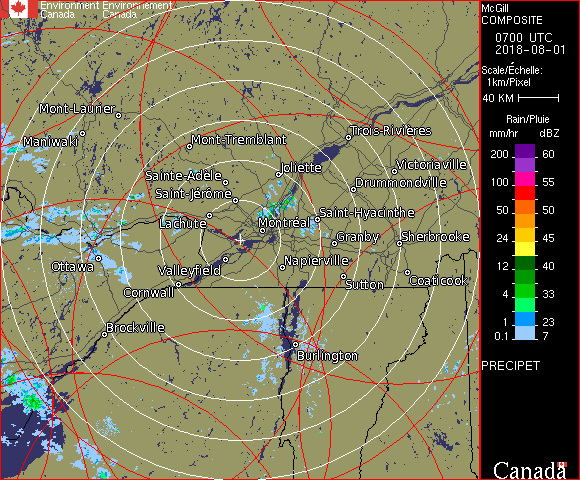 Environment Environnement
Canada Canada
McGill
COMPOSITE
0700 UTC
2018-08-01
Scale/Échelle:
1km/Pixel
40 KM
Rain/Pluie
mm/hr dBZ
200 60
100 55
50 50
24 45
12 40
4 33
1 23
0.1 7
PRECIPET
Canada
Mont-Laurier
Maniwaki
Mont-Tremblant
Trois-Rivières
Joliette
Victoriaville
Sainte-Adèle
Drummondville
Saint-Jérôme
Saint-Hyacinthe
Lachute
Montréal
Granby
Sherbrooke
Ottawa
Valleyfield
Napierville
Cornwall
Sutton
Coaticook
Brockville
Burlington